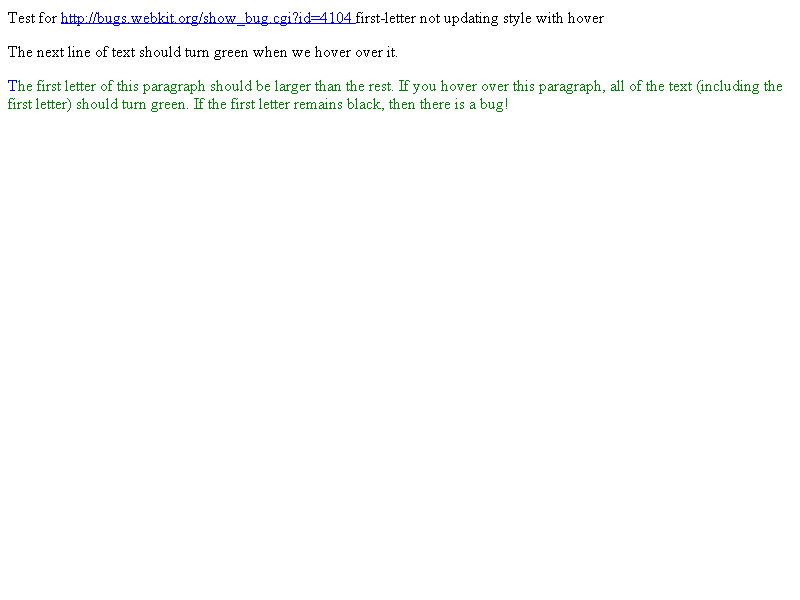 Test for http://bugs.webkit.org/show_bug.cgi?id=4104 first-letter not updating style with hover
The next line of text should turn green when we hover over it.
The first letter of this paragraph should be larger than the rest. If you hover over this paragraph, all of the text (including the
first letter) should turn green. If the first letter remains black, then there is a bug!